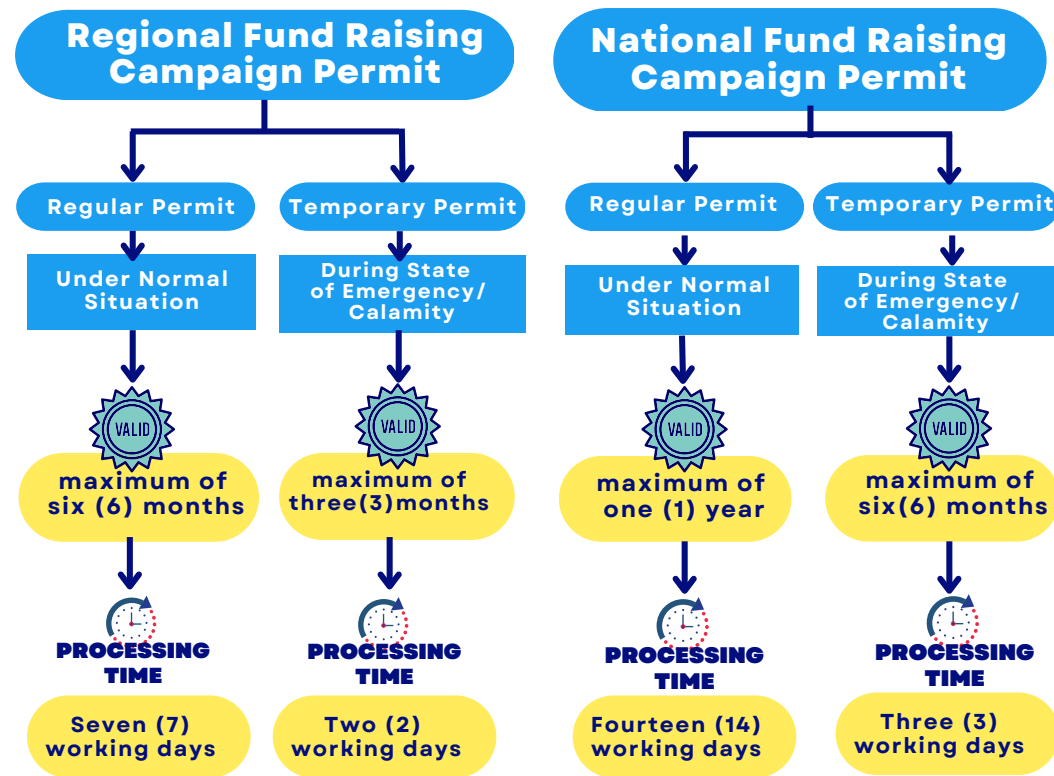 Regional Fund Raising
Campaign Permit
Regular Permit
Under Normal
Situation
VALID
maximum of
six (6) months
PROCESSING
TIME
Seven (7)
working days
Temporary Permit
During State
of Emergency/
Calamity
VALID
maximum of
three(3)months
PROCESSING
TIME
Two (2)
working days
National Fund Raising
Campaign Permit
Regular Permit
Under Normal
Situation
VALID
maximum of
one (1) year
PROCESSING
TIME
Fourteen (14)
working days
Temporary Permit
During State
of Emergency/
Calamity
VALID
maximum of
six(6) months
PROCESSING
TIME
Three (3)
working days